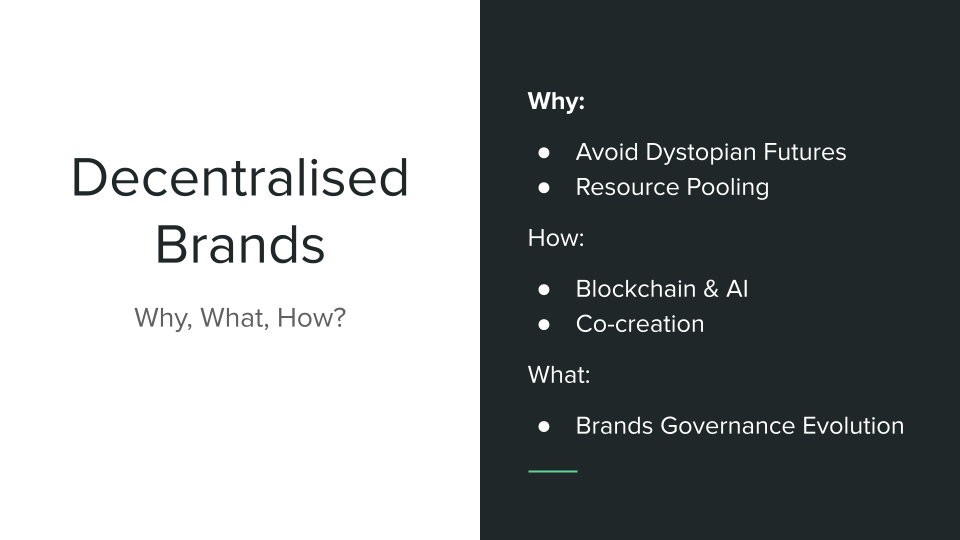 Decentralised
Brands
Why, What, How?
Why:
● Avoid Dystopian Futures
● Resource Pooling
How:
● Blockchain & AI
● Co-creation
What:
● Brands Governance Evolution